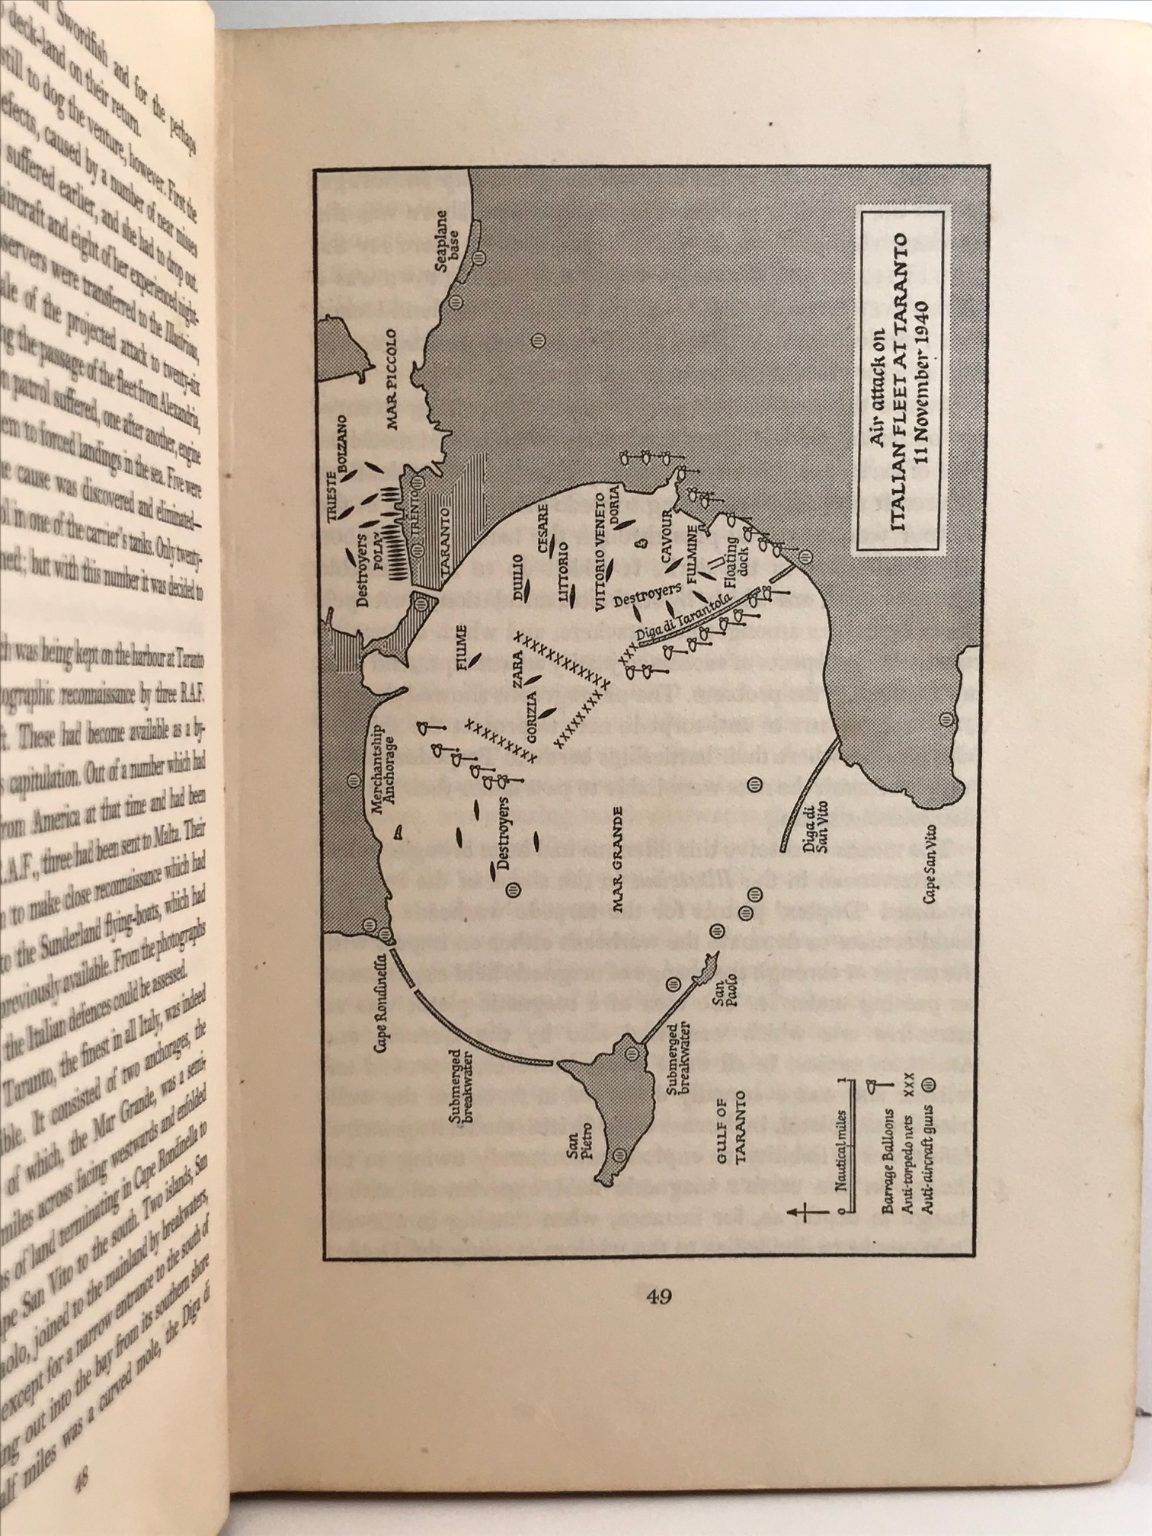 Swordfish and for the perhaps
deck-land on their return.
still to dog the venture, however. First the
efects, caused by a number of near misses
suffered earlier, and she had to drop out.
aircraft and eight of her experienced night-
servers were transferred to the Illustrious,
ale of the projected attack to twenty-six
ng the passage of the fleet from Alexandria,
n patrol suffered, one after another, engine
em to forced landings in the sea. Five were
e cause was discovered and eliminated—
ol in one of the carrier's tanks. Only twenty-
ned; but with this number it was decided to
th was being kept on the harbour at Taranto
tographic reconnaissance by three R.A.F.
ft. These had become available as a by-
s capitulation. Out of a number which had
rom America at that time and had been
R.A.F., three had been sent to Malta. Their
n to make close reconnaissance which had
to the Sunderland flying-boats, which had
previously available. From the photographs
the Italian defences could be assessed.
Taranto, the finest in all Italy, was indeed
ible. It consisted of two anchorages, the
of which, the Mar Grande, was a semi-
miles across facing westwards and enfolded
s of land terminating in Cape Rondinella to
pe San Vito to the south. Two islands, San
aolo, joined to the mainland by breakwaters,
except for a narrow entrance to the south of
ing out into the bay from its southern shore
alf miles was a curved mole, the Diga di
48
Air attack on
ITALIAN FLEET AT TARANTO
11 November 1940
Seaplane
base
MAR PICCOLO
BOLZANO
TRIESTE
Destroyers
POLA
TRENTO
TARANTO
Merchantship
Anchorage
FIUME
ZARA
GORIZIA
DUILIO
CESARE
LITTORIO
VITTORIO VENETO
DORIA
CAVOUR
FULMINE
Floating
dock
Destroyers
Diga di Tarantola
Destroyers
MAR GRANDE
Diga di
San Vito
Cape San Vito
Cape Rondinella
Submerged
breakwater
San
Paolo
Submerged
breakwater
San
Pietro
GULF OF
TARANTO
0 Nautical miles 1
Barrage Balloons
Anti-torpedo nets xxx
Anti-aircraft guns
49